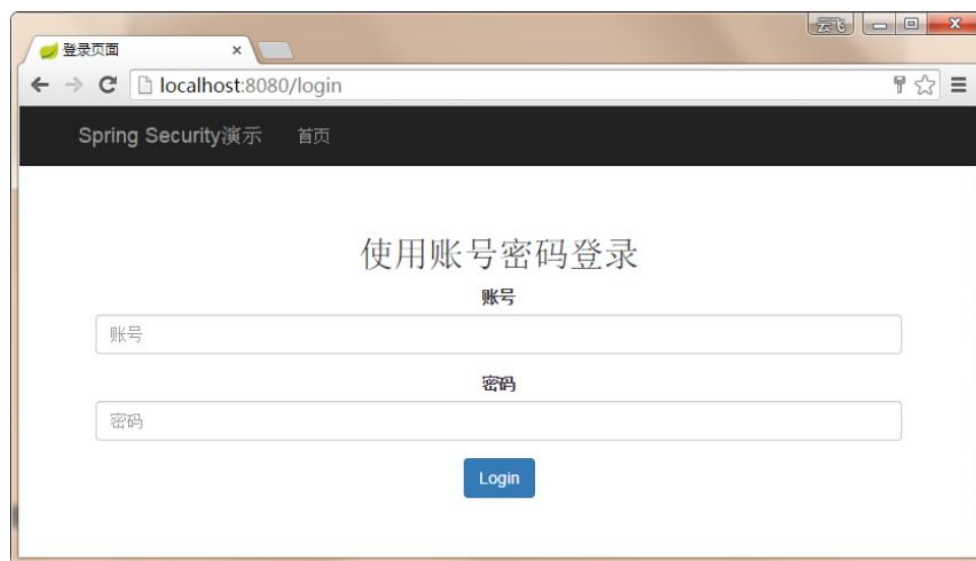 云飞
登录页面
localhost:8080/login
Spring Security演示 首页
使用账号密码登录
账号
账号
密码
密码
Login